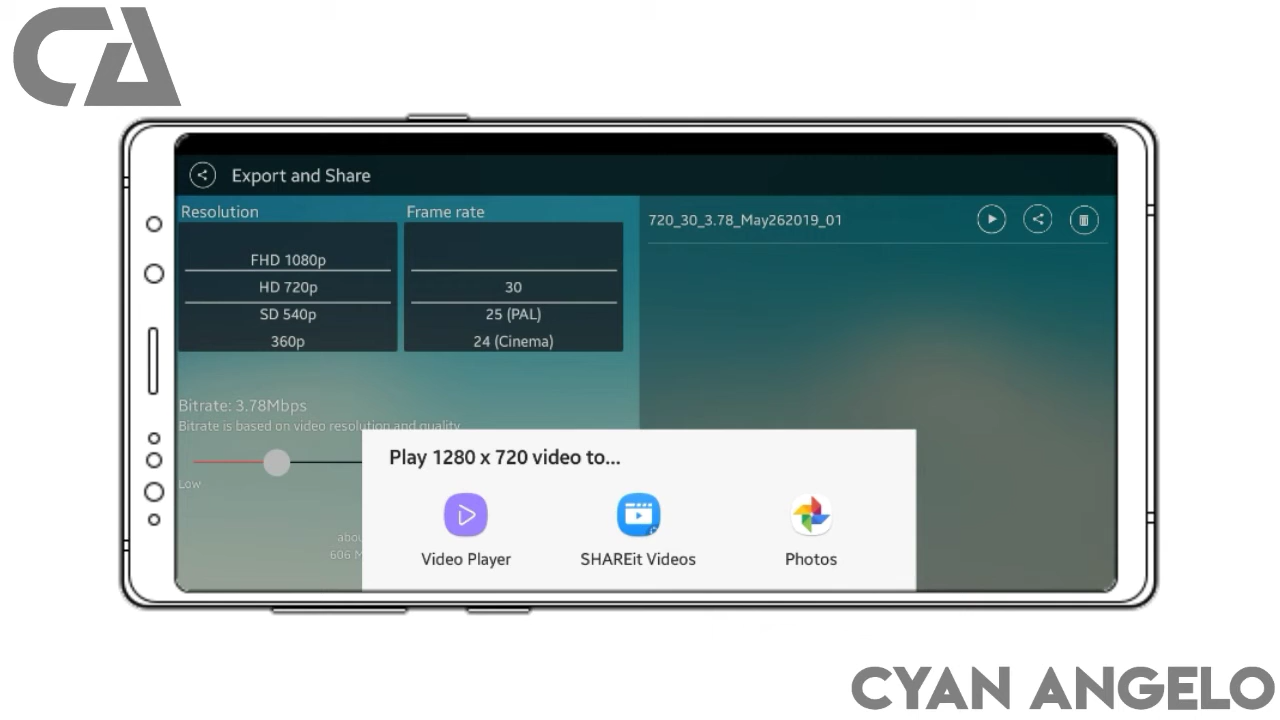 CA
Export and Share
Resolution
Frame rate
FHD 1080p
HD 720p
SD 540p
360p
30
25 (PAL)
24 (Cinema)
720_30_3.78_May262019_01
Bitrate: 3.78Mbps
Bitrate is based on video resolution and quality
Low
abou
606 M
Play 1280 x 720 video to...
Video Player
SHAREit Videos
Photos
CYAN ANGELO